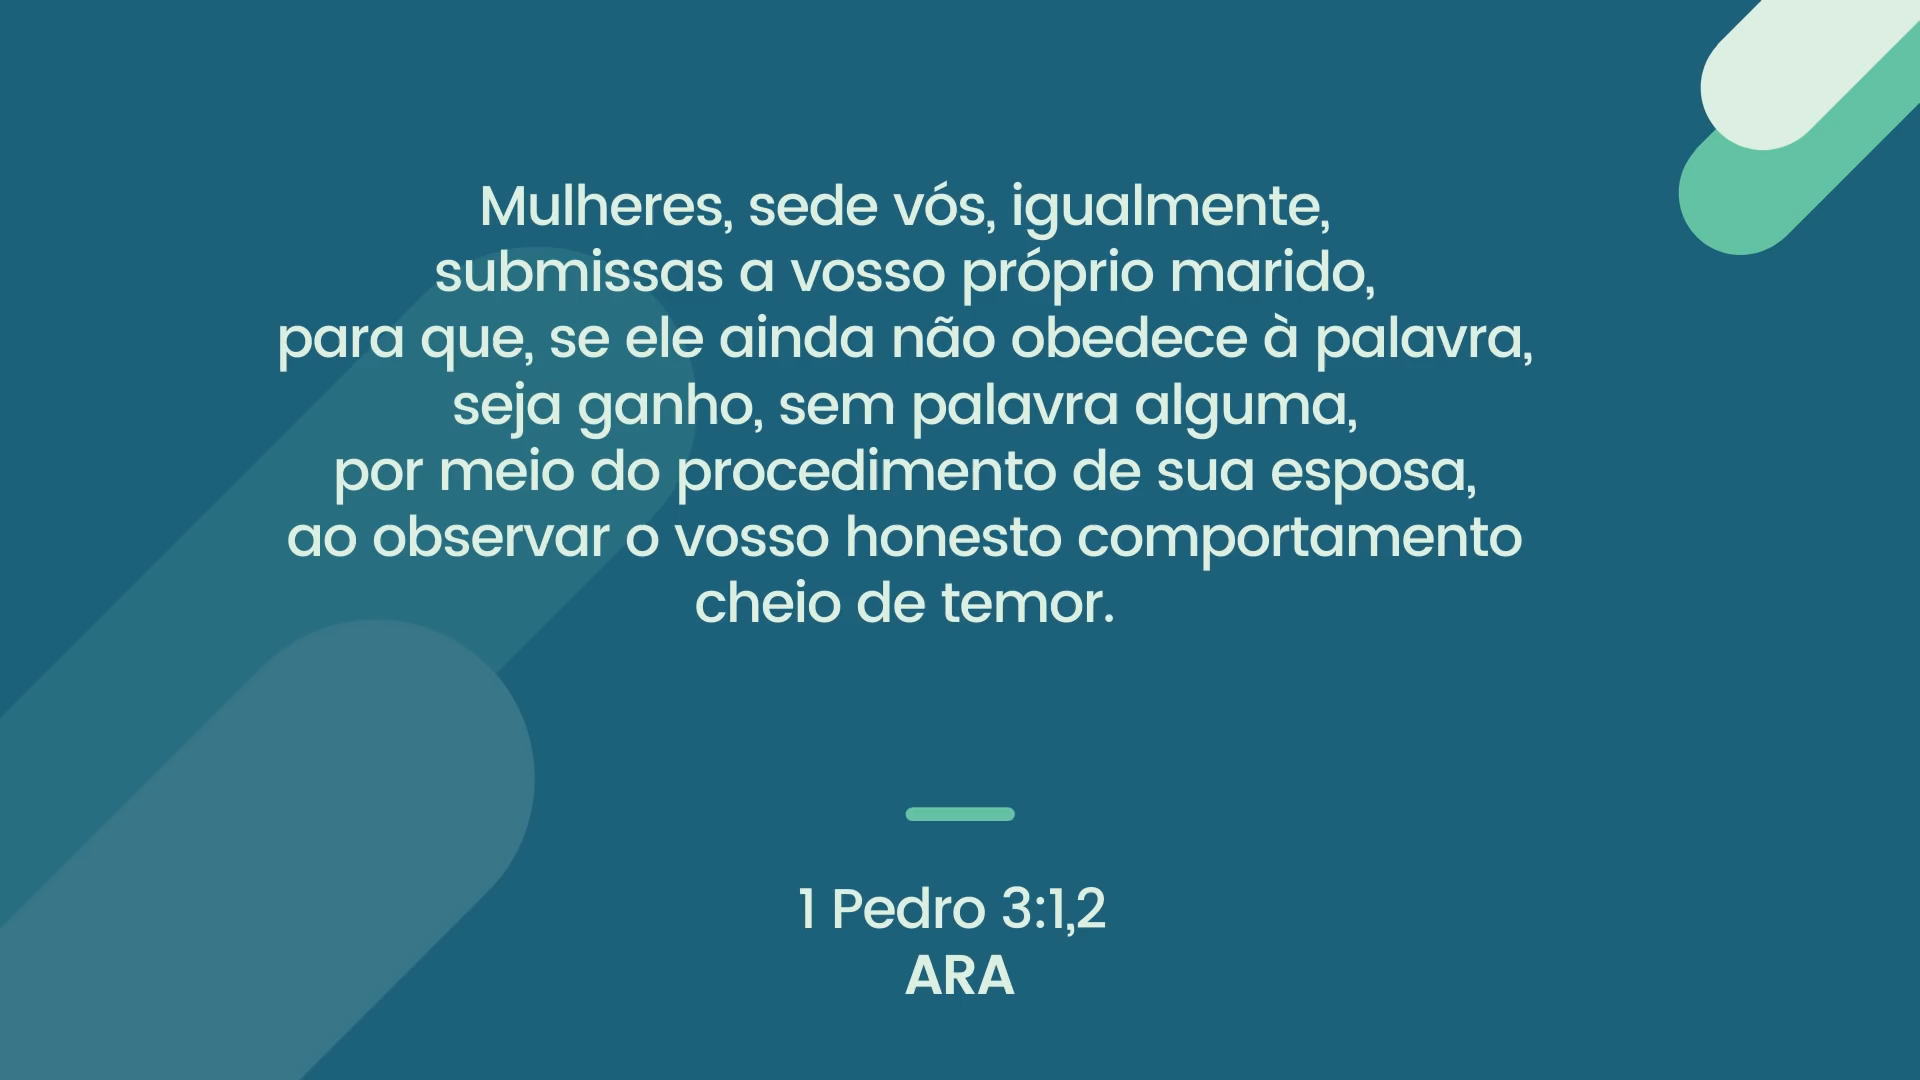 Mulheres, sede vós, igualmente,
submissas a vosso próprio marido,
para que, se ele ainda não obedece à palavra,
seja ganho, sem palavra alguma,
por meio do procedimento de sua esposa,
ao observar o vosso honesto comportamento
cheio de temor.
1 Pedro 3:1,2
ARA